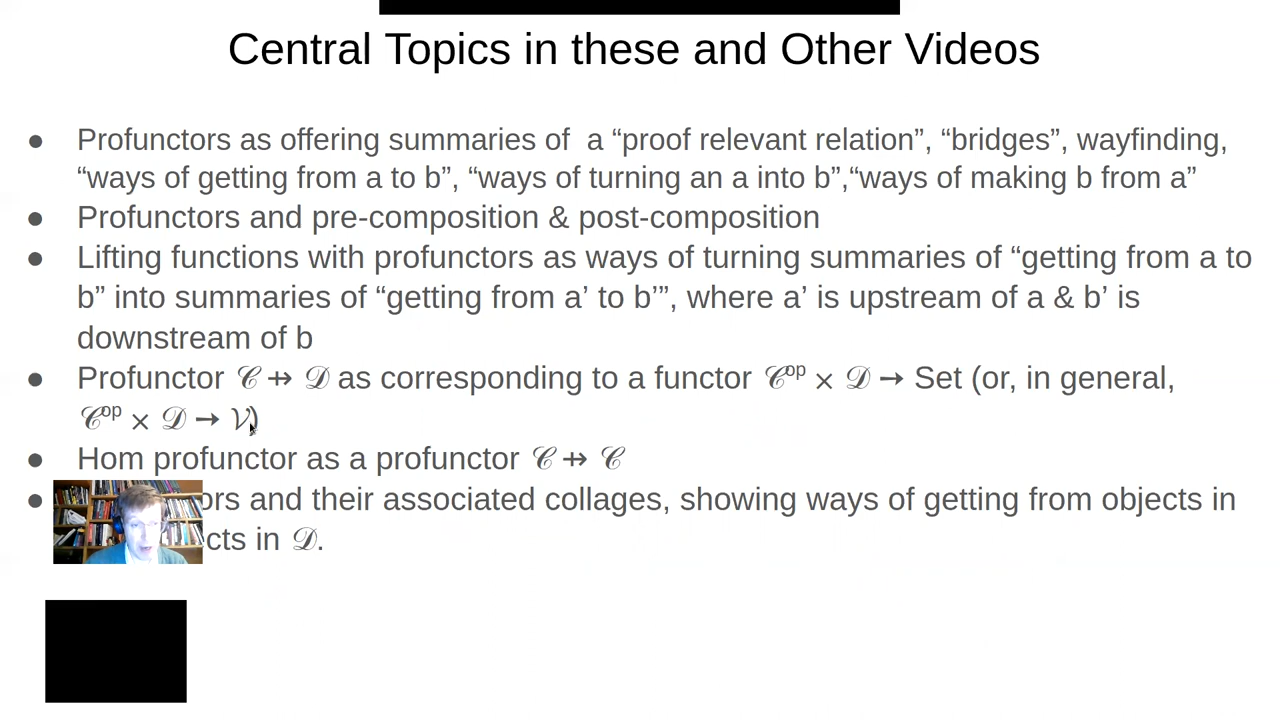 Central Topics in these and Other Videos
● Profunctors as offering summaries of  a “proof relevant relation”, “bridges”, wayfinding,
“ways of getting from a to b”, “ways of turning an a into b”,“ways of making b from a”
● Profunctors and pre-composition & post-composition
● Lifting functions with profunctors as ways of turning summaries of “getting from a to
b” into summaries of “getting from a’ to b’”, where a’ is upstream of a & b’ is
downstream of b
● Profunctor 𝒞 ⇸ 𝒟 as corresponding to a functor 𝒞ᵒᵖ × 𝒟 → Set (or, in general,
𝒞ᵒᵖ × 𝒟 → 𝒱)
● Hom profunctor as a profunctor 𝒞 ⇸ 𝒞
● and their associated collages, showing ways of getting from objects in
in 𝒟.